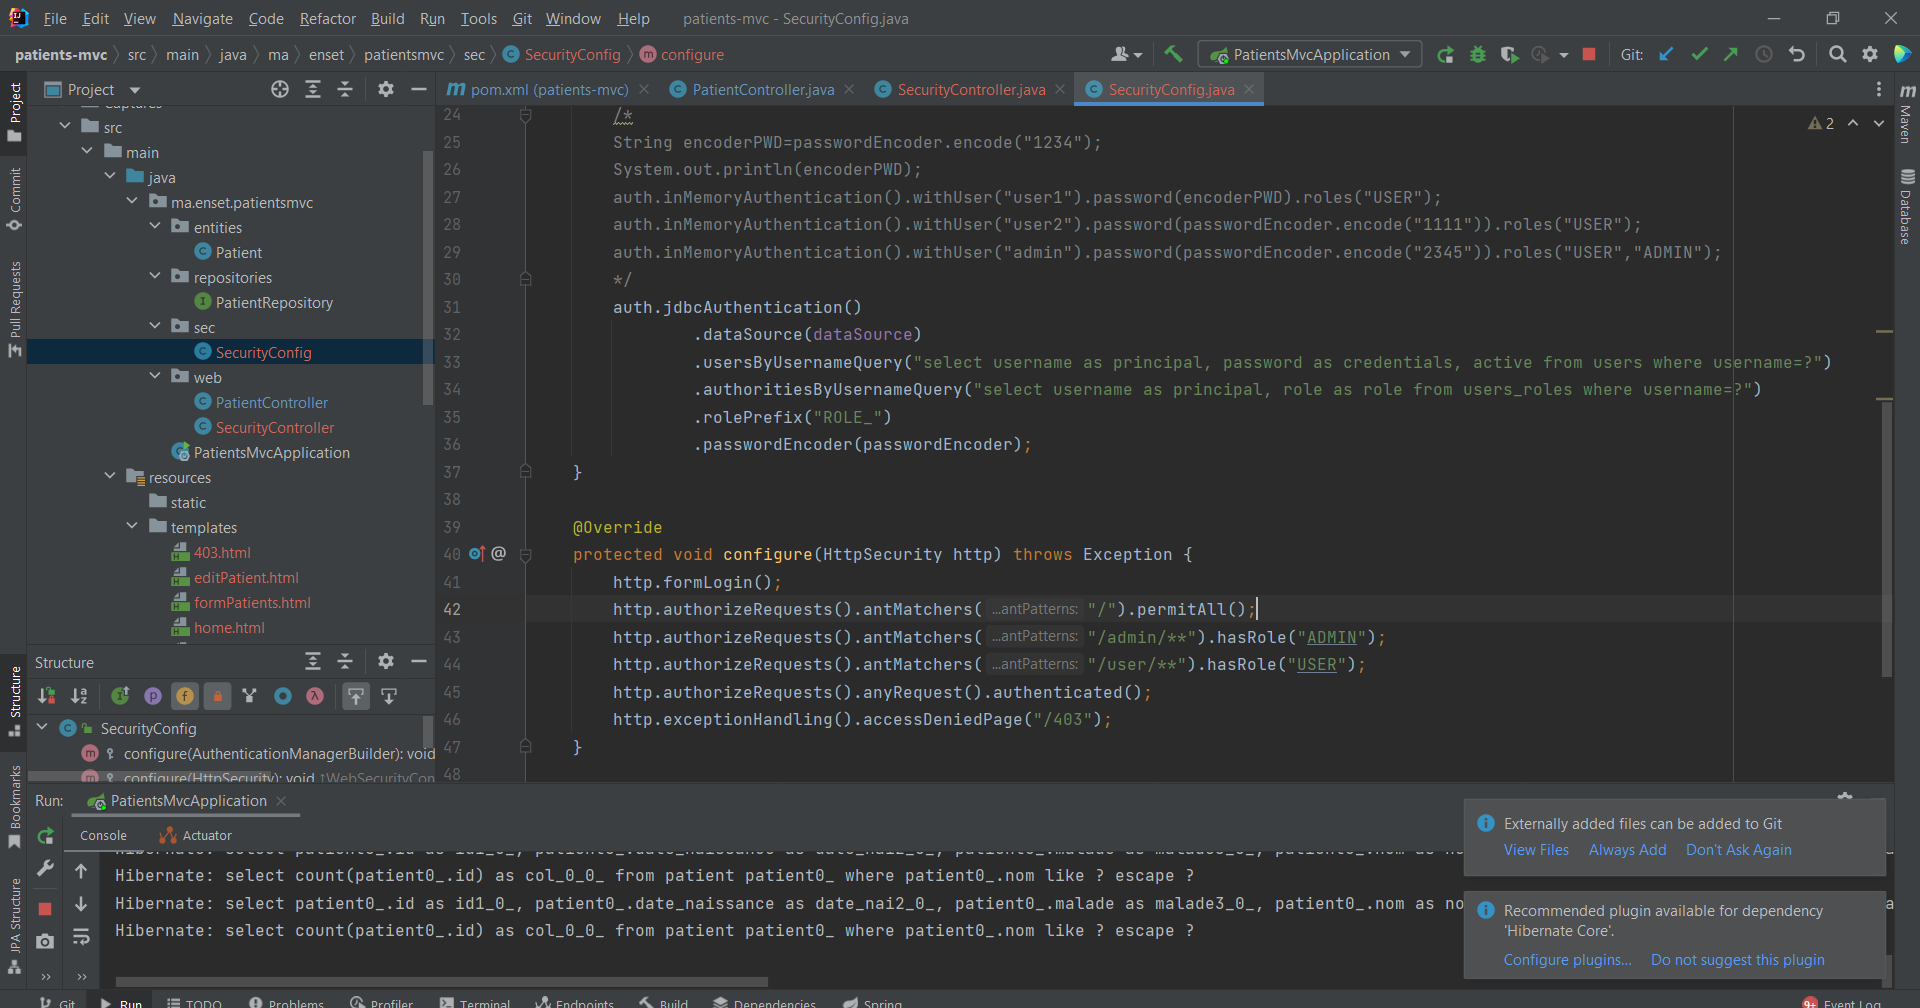 File Edit View Navigate Code Refactor Build Run Tools Git Window Help patients-mvc - SecurityConfig.java
patients-mvc src main java ma enset patientsmvc sec SecurityConfig configure
PatientsMvcApplication
Git:
Project
pom.xml (patients-mvc)
PatientController.java
SecurityController.java
SecurityConfig.java
Project
Commit
Pull Requests
Structure
Bookmarks
JPA Structure
Maven
Database
src
main
java
ma.enset.patientsmvc
entities
Patient
repositories
PatientRepository
sec
SecurityConfig
web
PatientController
SecurityController
PatientsMvcApplication
resources
static
templates
403.html
editPatient.html
formPatients.html
home.html
Structure
SecurityConfig
configure(AuthenticationManagerBuilder): void
configure(HttpSecurity): void ↑WebSecurityCon
2
24 /*
25 String encoderPWD=passwordEncoder.encode("1234");
26 System.out.println(encoderPWD);
27 auth.inMemoryAuthentication().withUser("user1").password(encoderPWD).roles("USER");
28 auth.inMemoryAuthentication().withUser("user2").password(passwordEncoder.encode("1111")).roles("USER");
29 auth.inMemoryAuthentication().withUser("admin").password(passwordEncoder.encode("2345")).roles("USER","ADMIN");
30 */
31 auth.jdbcAuthentication()
32 .dataSource(dataSource)
33 .usersByUsernameQuery("select username as principal, password as credentials, active from users where username=?")
34 .authoritiesByUsernameQuery("select username as principal, role as role from users_roles where username=?")
35 .rolePrefix("ROLE_")
36 .passwordEncoder(passwordEncoder);
37 }
38
39 @Override
40 @ protected void configure(HttpSecurity http) throws Exception {
41 http.formLogin();
42 http.authorizeRequests().antMatchers( ...antPatterns: "/").permitAll();
43 http.authorizeRequests().antMatchers( ...antPatterns: "/admin/**").hasRole("ADMIN");
44 http.authorizeRequests().antMatchers( ...antPatterns: "/user/**").hasRole("USER");
45 http.authorizeRequests().anyRequest().authenticated();
46 http.exceptionHandling().accessDeniedPage("/403");
47 }
48
Run: PatientsMvcApplication
Console Actuator
Hibernate: select count(patient0_.id) as col_0_0_ from patient patient0_ where patient0_.nom like ? escape ?
Hibernate: select patient0_.id as id1_0_, patient0_.date_naissance as date_nai2_0_, patient0_.malade as malade3_0_, patient0_.nom as no
Hibernate: select count(patient0_.id) as col_0_0_ from patient patient0_ where patient0_.nom like ? escape ?
Externally added files can be added to Git
View Files Always Add Don't Ask Again
Recommended plugin available for dependency
'Hibernate Core'.
Configure plugins... Do not suggest this plugin
Git Run TODO Problems Profiler Terminal Endpoints Build Dependencies Spring 9+ Event Log